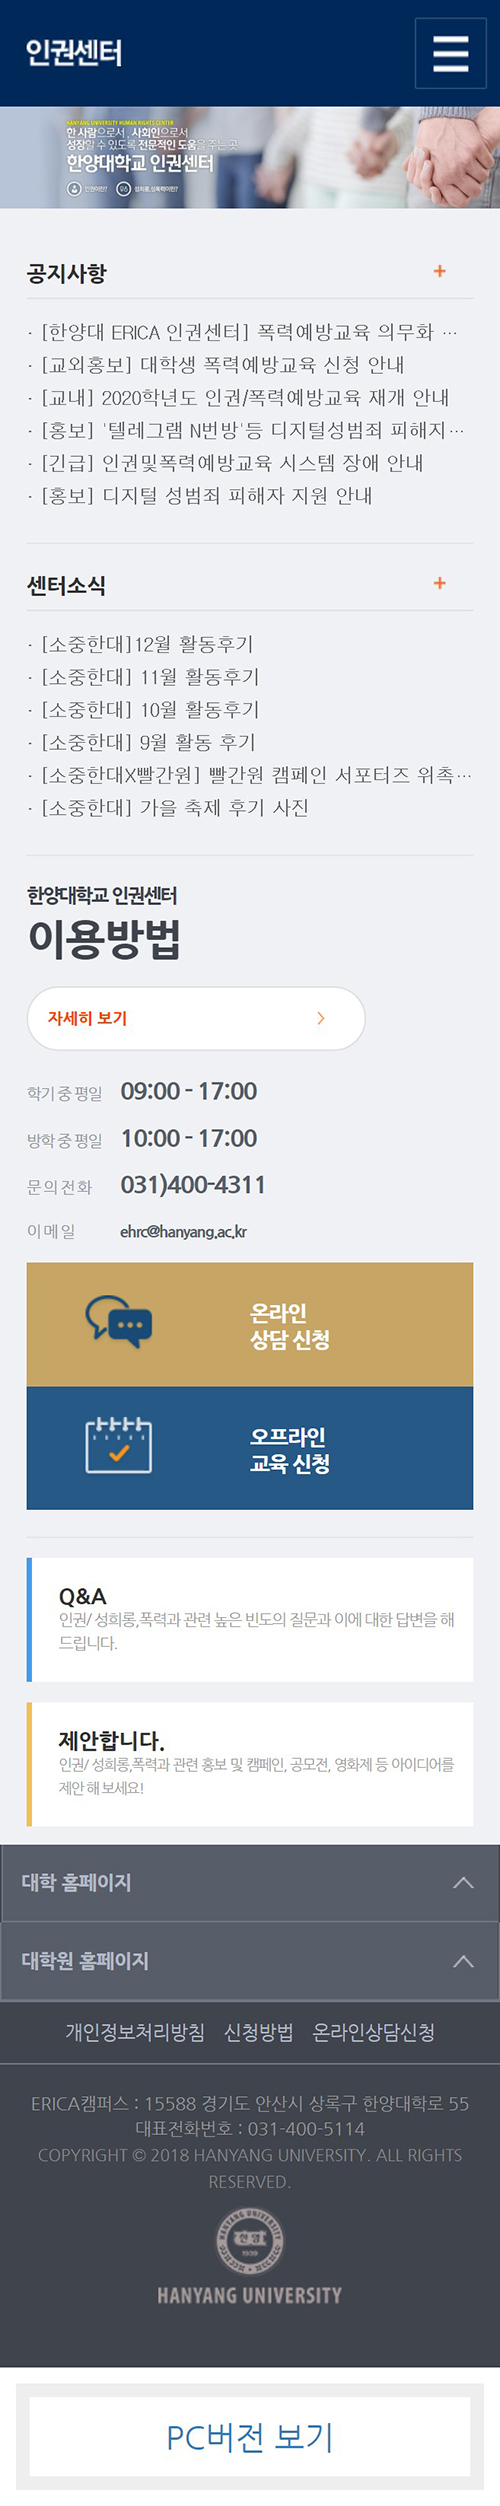 인권센터
HANYANG UNIVERSITY HUMAN RIGHTS CENTER
한 사람으로서, 사회인으로서
성장할 수 있도록 전문적인 도움을 주는 곳
한양대학교 인권센터
인권이란? 성희롱,성폭력이란?
공지사항 +
· [한양대 ERICA 인권센터] 폭력예방교육 의무화 ...
· [교외홍보] 대학생 폭력예방교육 신청 안내
· [교내] 2020학년도 인권/폭력예방교육 재개 안내
· [홍보] '텔레그램 N번방'등 디지털성범죄 피해지...
· [긴급] 인권및폭력예방교육 시스템 장애 안내
· [홍보] 디지털 성범죄 피해자 지원 안내
센터소식 +
· [소중한대]12월 활동후기
· [소중한대] 11월 활동후기
· [소중한대] 10월 활동후기
· [소중한대] 9월 활동 후기
· [소중한대X빨간원] 빨간원 캠페인 서포터즈 위촉...
· [소중한대] 가을 축제 후기 사진
한양대학교 인권센터
이용방법
자세히 보기
학기 중 평일 09:00 - 17:00
방학 중 평일 10:00 - 17:00
문의 전화 031)400-4311
이메일 ehrc@hanyang.ac.kr
온라인
상담 신청
오프라인
교육 신청
Q&A
인권/ 성희롱,폭력과 관련 높은 빈도의 질문과 이에 대한 답변을 해
드립니다.
제안합니다.
인권/ 성희롱,폭력과 관련 홍보 및 캠페인, 공모전, 영화제 등 아이디어를
제안 해 보세요!
대학 홈페이지
대학원 홈페이지
개인정보처리방침 신청방법 온라인상담신청
ERICA캠퍼스 : 15588 경기도 안산시 상록구 한양대학로 55
대표전화번호 : 031-400-5114
COPYRIGHT © 2018 HANYANG UNIVERSITY. ALL RIGHTS
RESERVED.
HANYANG UNIVERSITY
1939
HANYANG UNIVERSITY
PC버전 보기